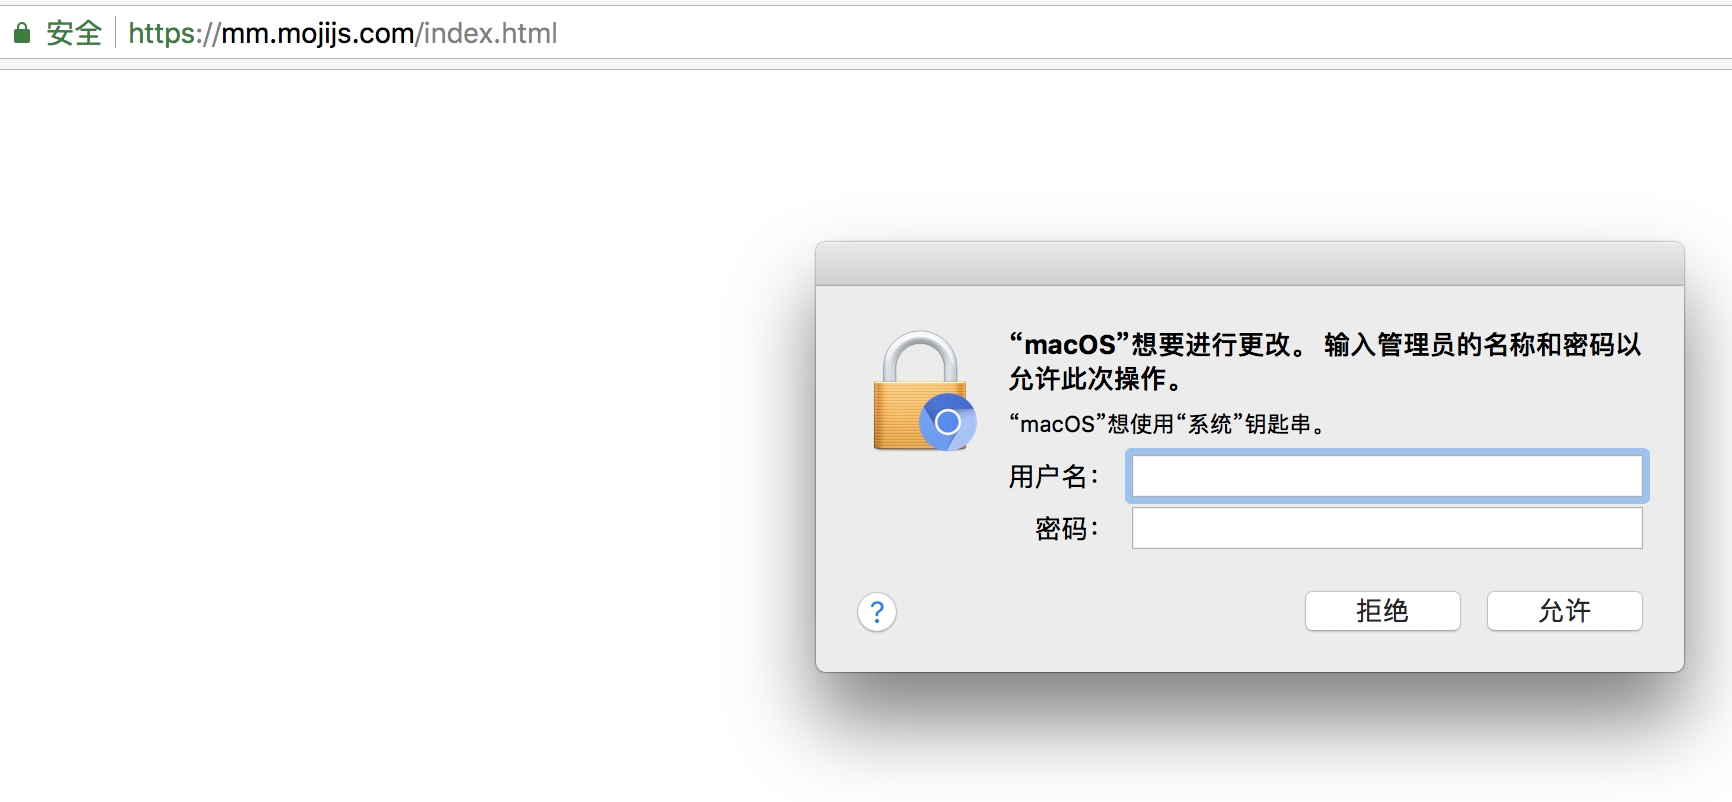 安全 https://mm.mojijs.com/index.html
“macOS”想要进行更改。 输入管理员的名称和密码以
允许此次操作。
“macOS”想使用“系统”钥匙串。
用户名：
密码：
? 拒绝 允许